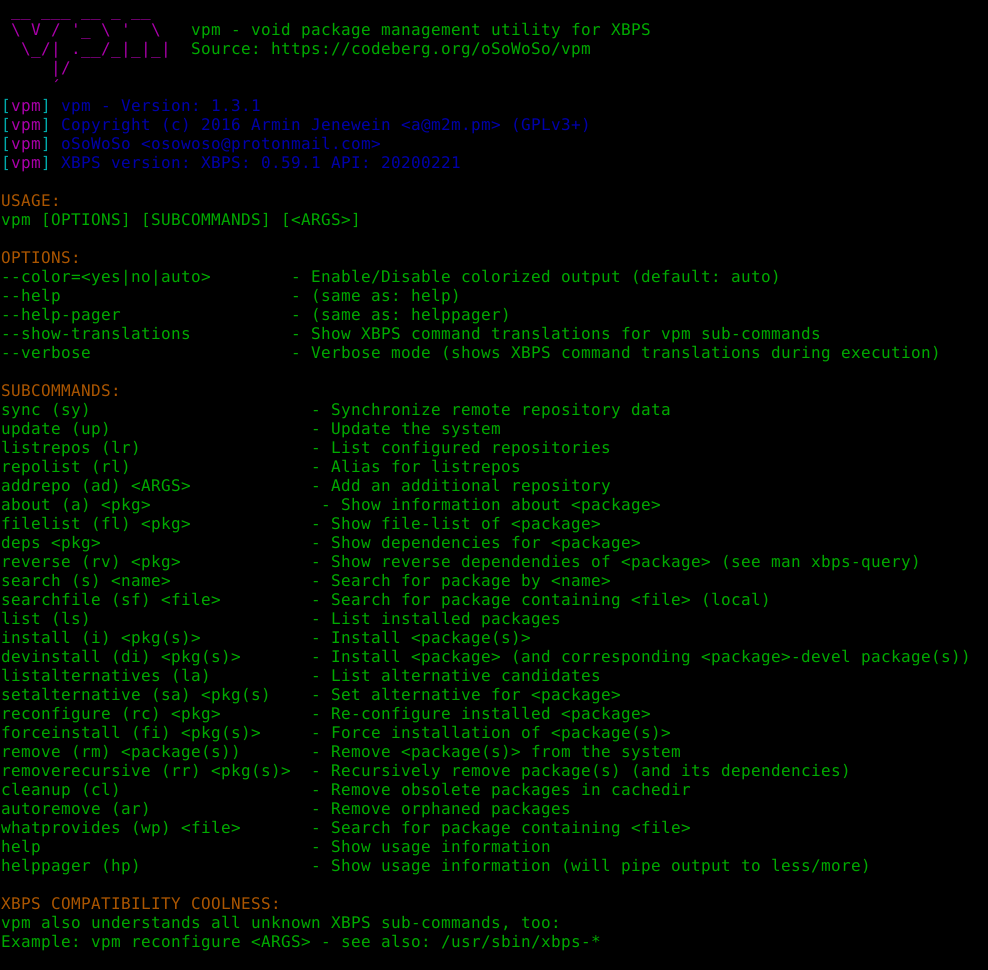 vpm - void package management utility for XBPS
Source: https://codeberg.org/oSoWoSo/vpm
[vpm] vpm - Version: 1.3.1
[vpm] Copyright (c) 2016 Armin Jenewein <a@m2m.pm> (GPLv3+)
[vpm] oSoWoSo <osowoso@protonmail.com>
[vpm] XBPS version: XBPS: 0.59.1 API: 20200221
USAGE:
vpm [OPTIONS] [SUBCOMMANDS] [<ARGS>]
OPTIONS:
--color=<yes|no|auto> - Enable/Disable colorized output (default: auto)
--help - (same as: help)
--help-pager - (same as: helppager)
--show-translations - Show XBPS command translations for vpm sub-commands
--verbose - Verbose mode (shows XBPS command translations during execution)
SUBCOMMANDS:
sync (sy) - Synchronize remote repository data
update (up) - Update the system
listrepos (lr) - List configured repositories
repolist (rl) - Alias for listrepos
addrepo (ad) <ARGS> - Add an additional repository
about (a) <pkg> - Show information about <package>
filelist (fl) <pkg> - Show file-list of <package>
deps <pkg> - Show dependencies for <package>
reverse (rv) <pkg> - Show reverse dependendies of <package> (see man xbps-query)
search (s) <name> - Search for package by <name>
searchfile (sf) <file> - Search for package containing <file> (local)
list (ls) - List installed packages
install (i) <pkg(s)> - Install <package(s)>
devinstall (di) <pkg(s)> - Install <package> (and corresponding <package>-devel package(s))
listalternatives (la) - List alternative candidates
setalternative (sa) <pkg(s) - Set alternative for <package>
reconfigure (rc) <pkg> - Re-configure installed <package>
forceinstall (fi) <pkg(s)> - Force installation of <package(s)>
remove (rm) <package(s)) - Remove <package(s)> from the system
removerecursive (rr) <pkg(s)> - Recursively remove package(s) (and its dependencies)
cleanup (cl) - Remove obsolete packages in cachedir
autoremove (ar) - Remove orphaned packages
whatprovides (wp) <file> - Search for package containing <file>
help - Show usage information
helppager (hp) - Show usage information (will pipe output to less/more)
XBPS COMPATIBILITY COOLNESS:
vpm also understands all unknown XBPS sub-commands, too:
Example: vpm reconfigure <ARGS> - see also: /usr/sbin/xbps-*